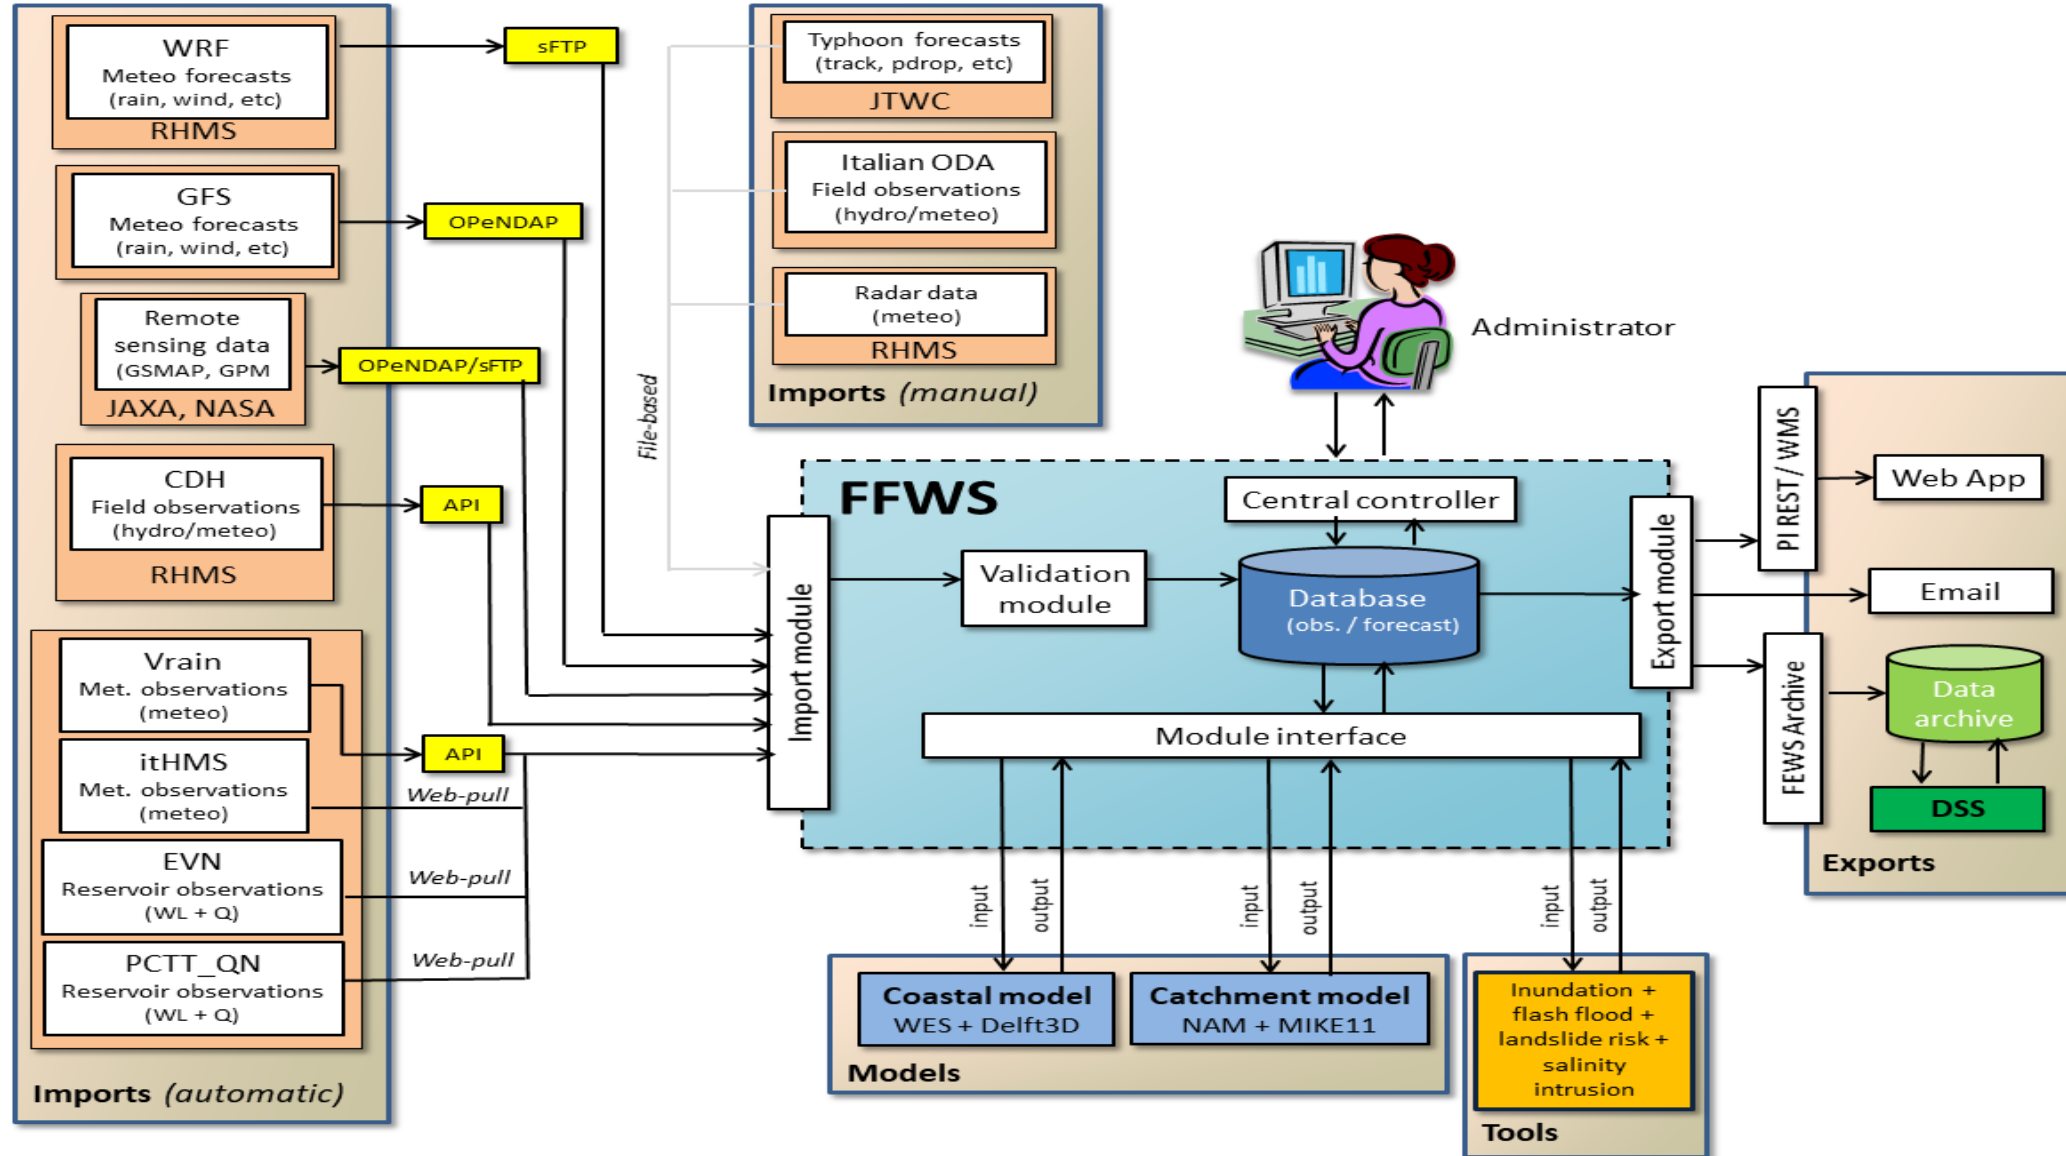 WRF
Meteo forecasts
(rain, wind, etc)
RHMS
sFTP
GFS
Meteo forecasts
(rain, wind, etc)
OPeNDAP
Remote
sensing data
(GSMAP, GPM
JAXA, NASA
OPeNDAP/sFTP
CDH
Field observations
(hydro/meteo)
RHMS
API
Vrain
Met. observations
(meteo)
API
itHMS
Met. observations
(meteo)
Web-pull
EVN
Reservoir observations
(WL + Q)
Web-pull
PCTT_QN
Reservoir observations
(WL + Q)
Web-pull
Imports (automatic)
Typhoon forecasts
(track, pdrop, etc)
JTWC
Italian ODA
Field observations
(hydro/meteo)
Radar data
(meteo)
RHMS
Imports (manual)
File-based
Administrator
FFWS
Central controller
Import module
Validation
module
Database
(obs. / forecast)
Export module
Module interface
input
output
input
output
input
output
Coastal model
WES + Delft3D
Catchment model
NAM + MIKE11
Models
Inundation +
flash flood +
landslide risk +
salinity
intrusion
Tools
PI REST / WMS
Web App
Email
FEWS Archive
Data
archive
DSS
Exports